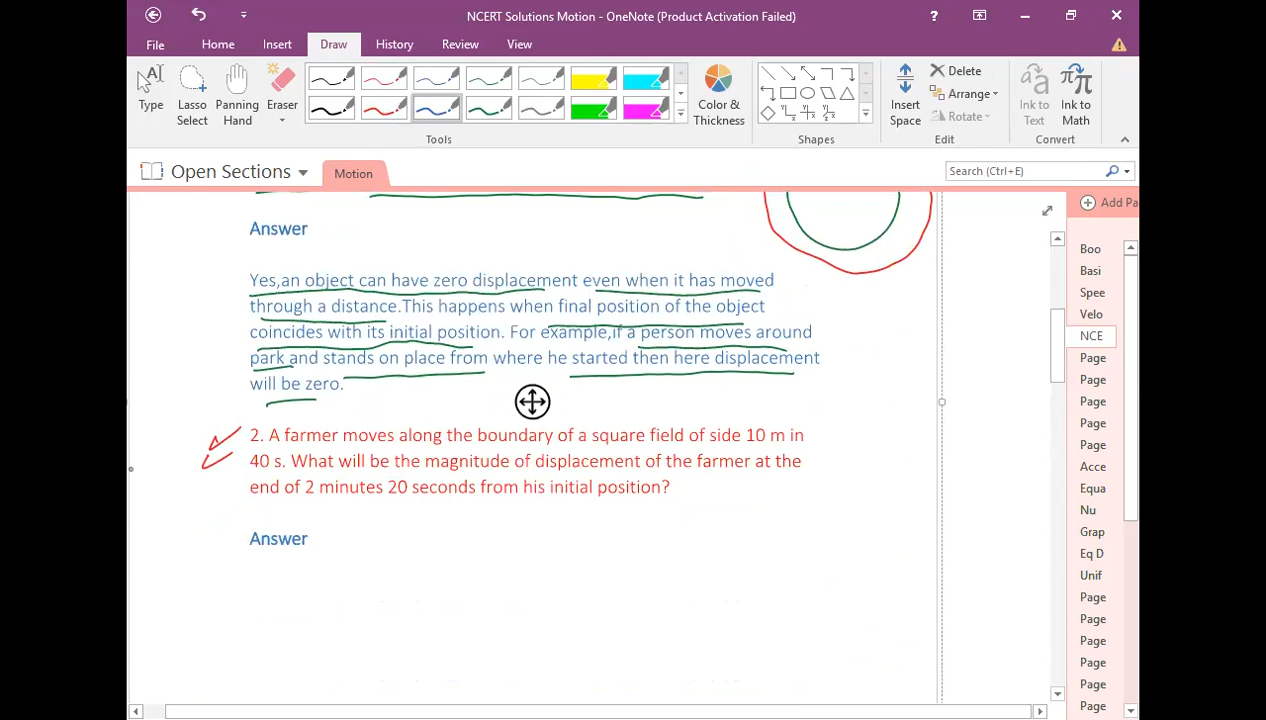 NCERT Solutions Motion - OneNote (Product Activation Failed)
?
File Home Insert Draw History Review View
Type Lasso Select Panning Hand Eraser Color & Thickness Insert Space Delete Arrange Rotate Ink to Text Ink to Math
Tools Shapes Edit Convert
Open Sections Motion Search (Ctrl+E)
Add Pa
Answer
Yes,an object can have zero displacement even when it has moved
through a distance.This happens when final position of the object
coincides with its initial position. For example,if a person moves around
park and stands on place from where he started then here displacement
will be zero.
2. A farmer moves along the boundary of a square field of side 10 m in
40 s. What will be the magnitude of displacement of the farmer at the
end of 2 minutes 20 seconds from his initial position?
Answer
Boo
Basi
Spee
Velo
NCE
Page
Page
Page
Page
Page
Acce
Equa
Nu
Grap
Eq D
Unif
Page
Page
Page
Page
Page
Page